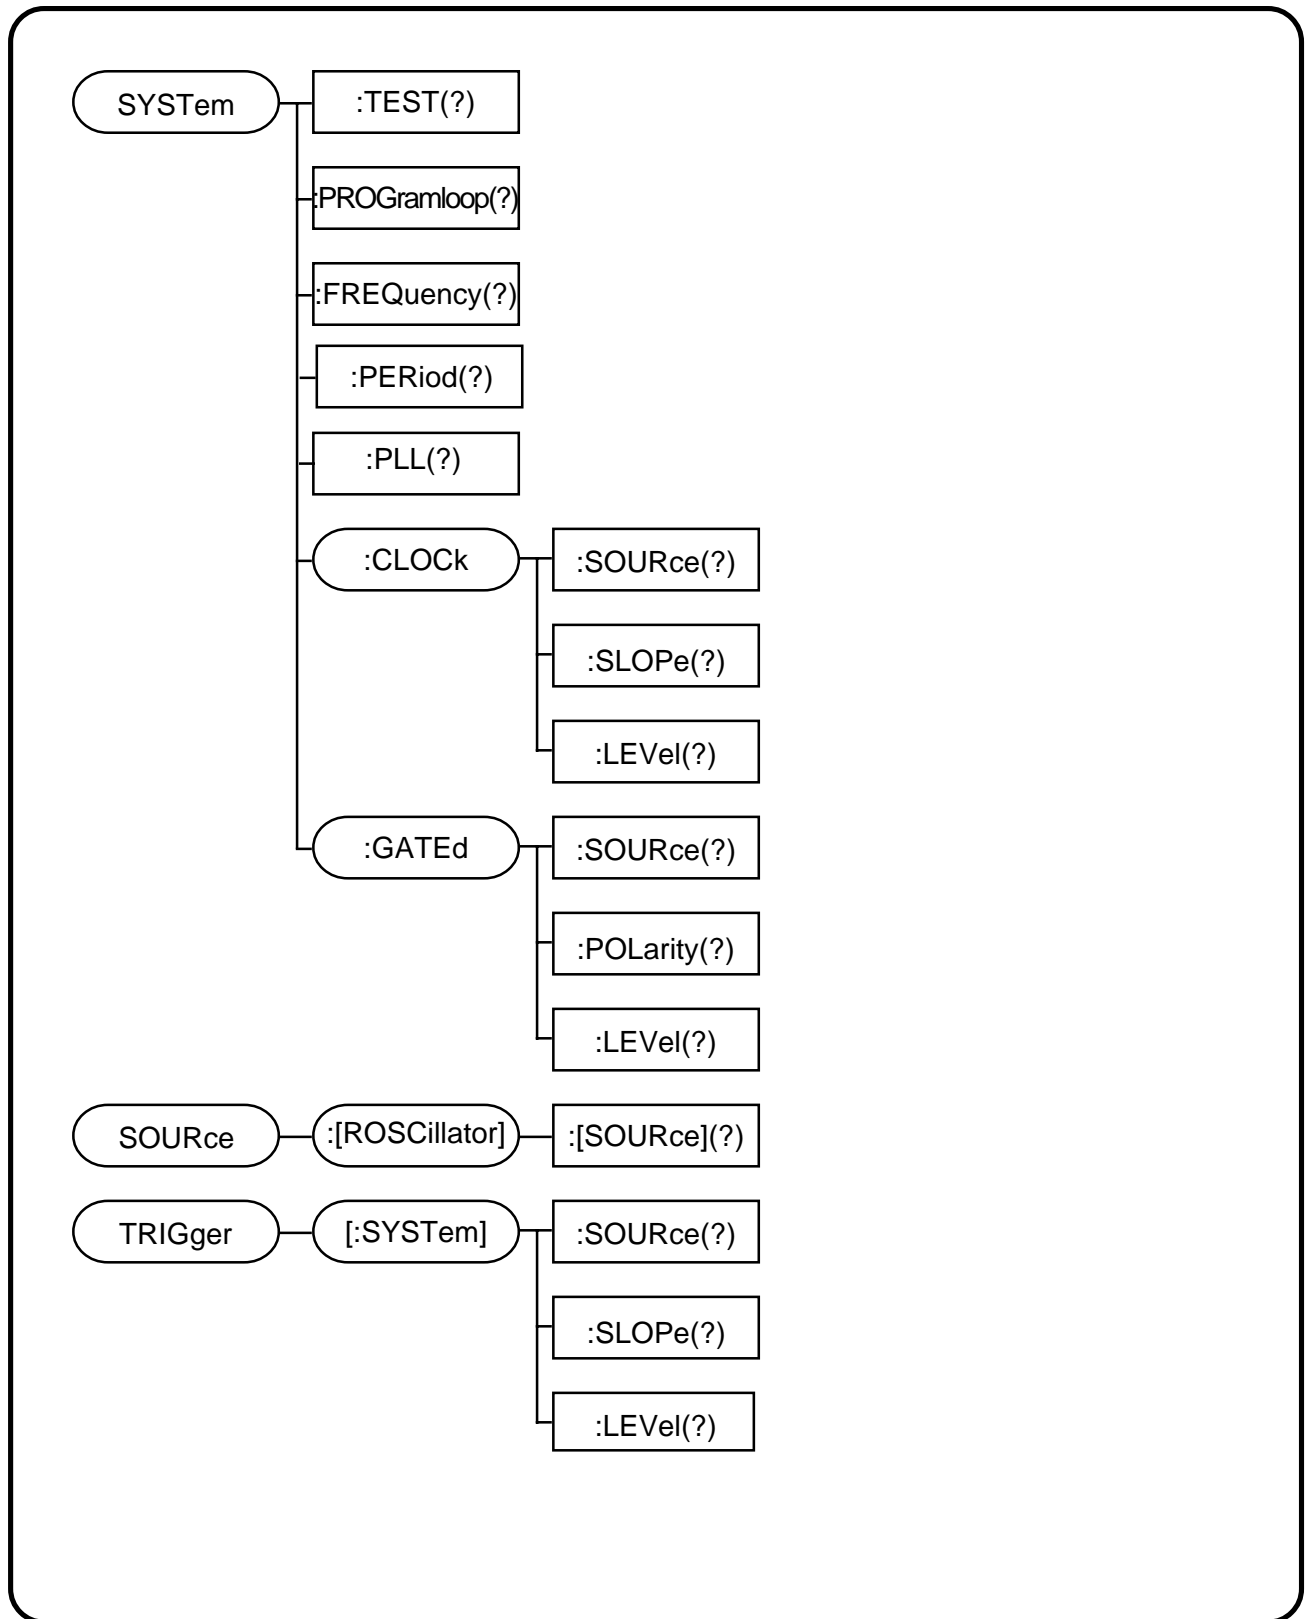 SYSTem :TEST(?)
:PROGramloop(?)
:FREQuency(?)
:PERiod(?)
:PLL(?)
:CLOCk :SOURce(?)
:SLOPe(?)
:LEVel(?)
:GATEd :SOURce(?)
:POLarity(?)
:LEVel(?)
SOURce :[ROSCillator] :[SOURce](?)
TRIGger [:SYSTem] :SOURce(?)
:SLOPe(?)
:LEVel(?)